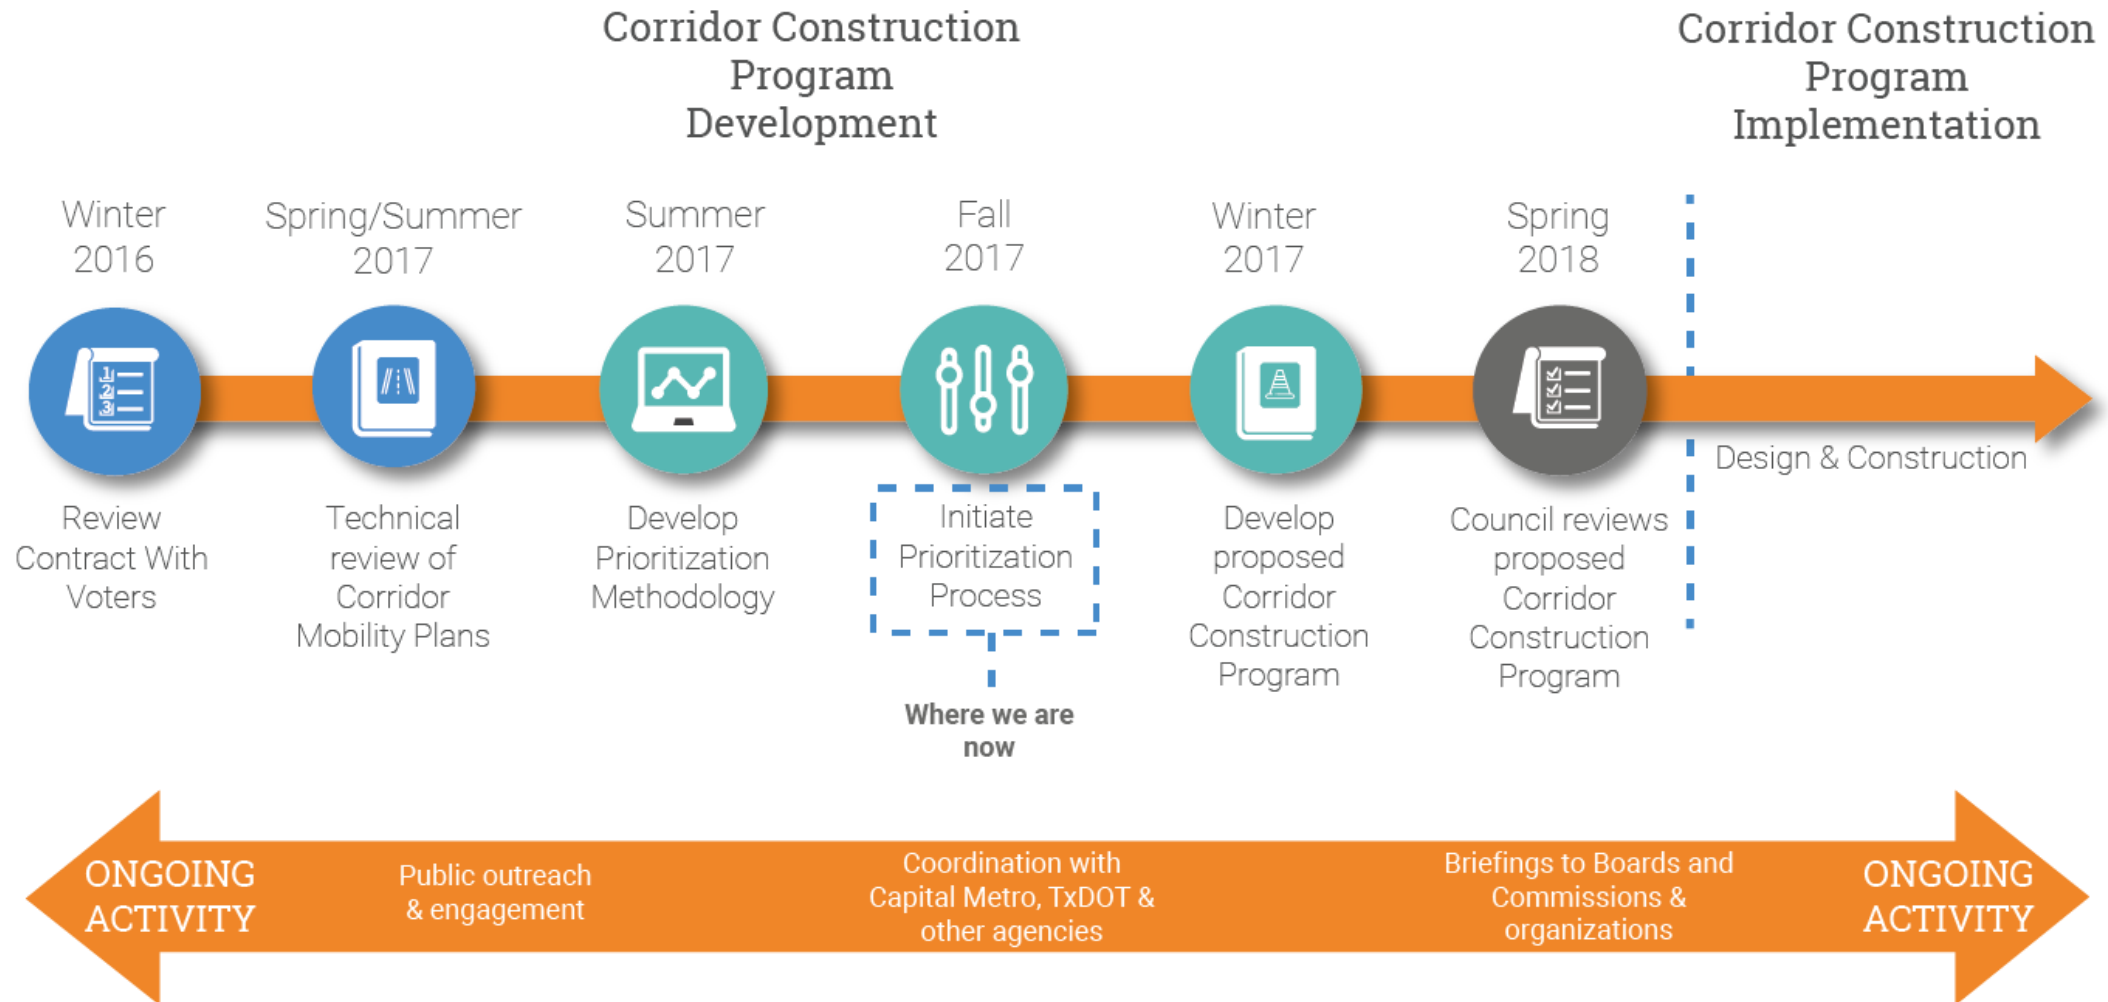 Corridor Construction
Program
Development
Corridor Construction
Program
Implementation
Winter
2016
Spring/Summer
2017
Summer
2017
Fall
2017
Winter
2017
Spring
2018
1
2
3
Design & Construction
Review
Contract With
Voters
Technical
review of
Corridor
Mobility Plans
Develop
Prioritization
Methodology
Initiate
Prioritization
Process
Where we are
now
Develop
proposed
Corridor
Construction
Program
Council reviews
proposed
Corridor
Construction
Program
ONGOING
ACTIVITY
Public outreach
& engagement
Coordination with
Capital Metro, TxDOT &
other agencies
Briefings to Boards and
Commissions &
organizations
ONGOING
ACTIVITY